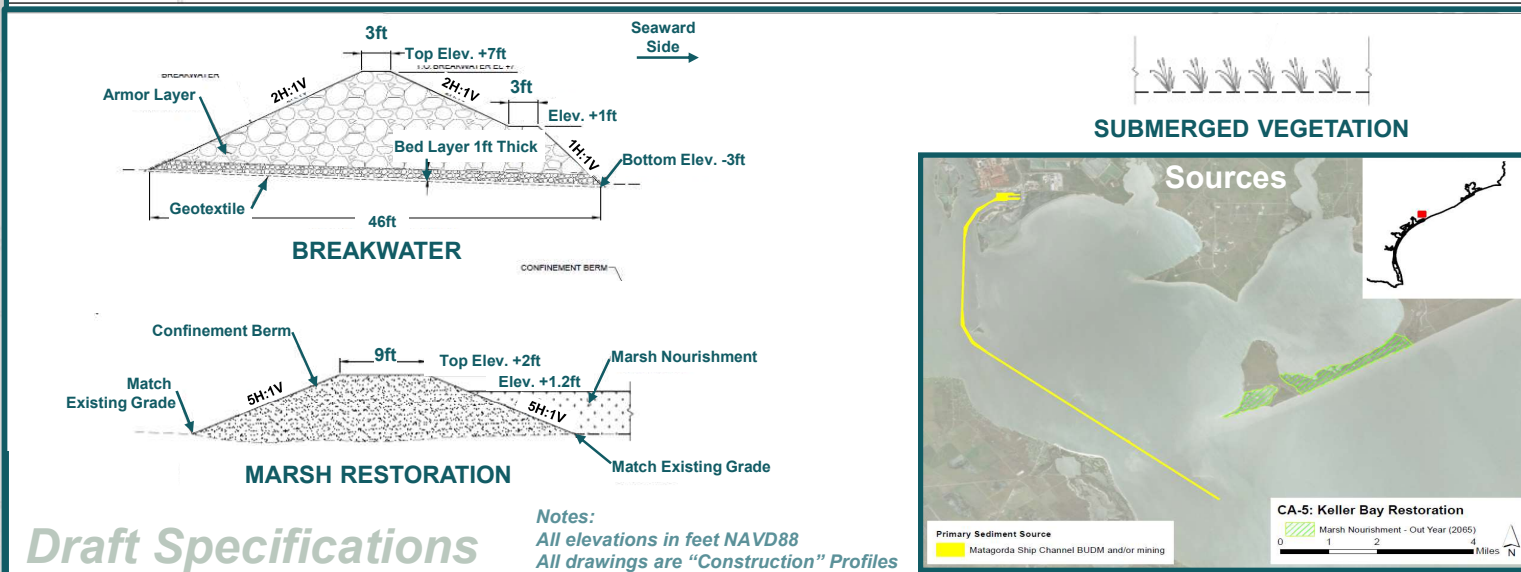 3ft
Top Elev. +7ft
T.O. BREAKWATER EL +7
BREAKWATER
Seaward
Side
Armor Layer
2H:1V
2H:1V
3ft
Elev. +1ft
Bed Layer 1ft Thick
1H:1V
Bottom Elev. -3ft
Geotextile
46ft
BREAKWATER
CONFINEMENT BERM
Confinement Berm
9ft
Top Elev. +2ft
Marsh Nourishment
Elev. +1.2ft
Match
Existing Grade
5H:1V
5H:1V
Match Existing Grade
MARSH RESTORATION
Draft Specifications
Notes:
All elevations in feet NAVD88
All drawings are “Construction” Profiles
SUBMERGED VEGETATION
Sources
Primary Sediment Source
Matagorda Ship Channel BUDM and/or mining
CA-5: Keller Bay Restoration
Marsh Nourishment - Out Year (2065)
0 1 2 4
Miles
N